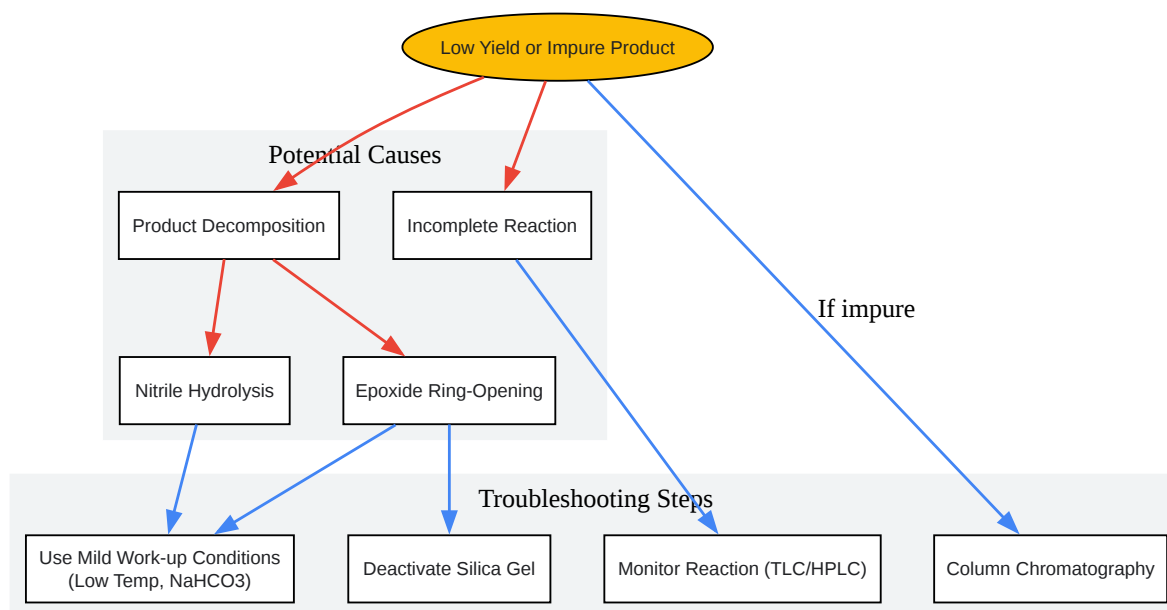 Low Yield or Impure Product
Potential Causes
Product Decomposition
Incomplete Reaction
If impure
Nitrile Hydrolysis
Epoxide Ring-Opening
Troubleshooting Steps
Use Mild Work-up Conditions
(Low Temp, NaHCO3)
Deactivate Silica Gel
Monitor Reaction (TLC/HPLC)
Column Chromatography